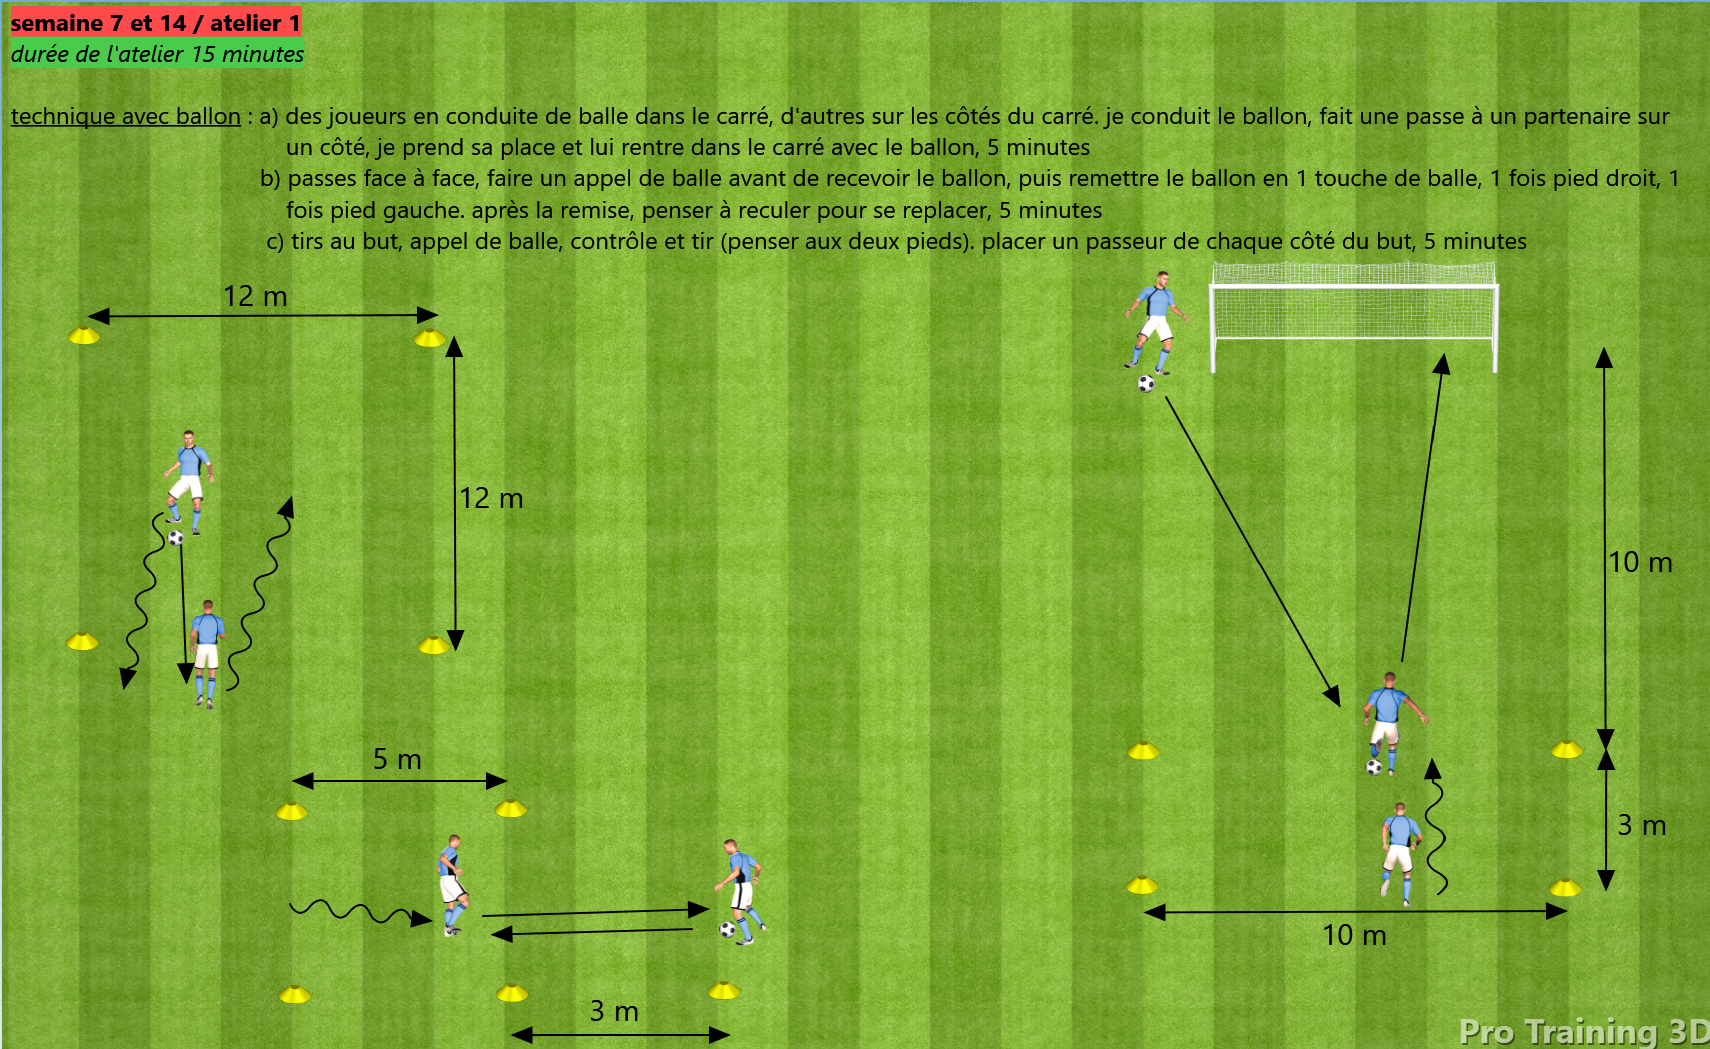 semaine 7 et 14 / atelier 1
durée de l'atelier 15 minutes
technique avec ballon : a) des joueurs en conduite de balle dans le carré, d'autres sur les côtés du carré. je conduit le ballon, fait une passe à un partenaire sur
un côté, je prend sa place et lui rentre dans le carré avec le ballon, 5 minutes
b) passes face à face, faire un appel de balle avant de recevoir le ballon, puis remettre le ballon en 1 touche de balle, 1 fois pied droit, 1
fois pied gauche. après la remise, penser à reculer pour se replacer, 5 minutes
c) tirs au but, appel de balle, contrôle et tir (penser aux deux pieds). placer un passeur de chaque côté du but, 5 minutes
12 m
12 m
10 m
5 m
3 m
10 m
3 m
Pro Training 3D